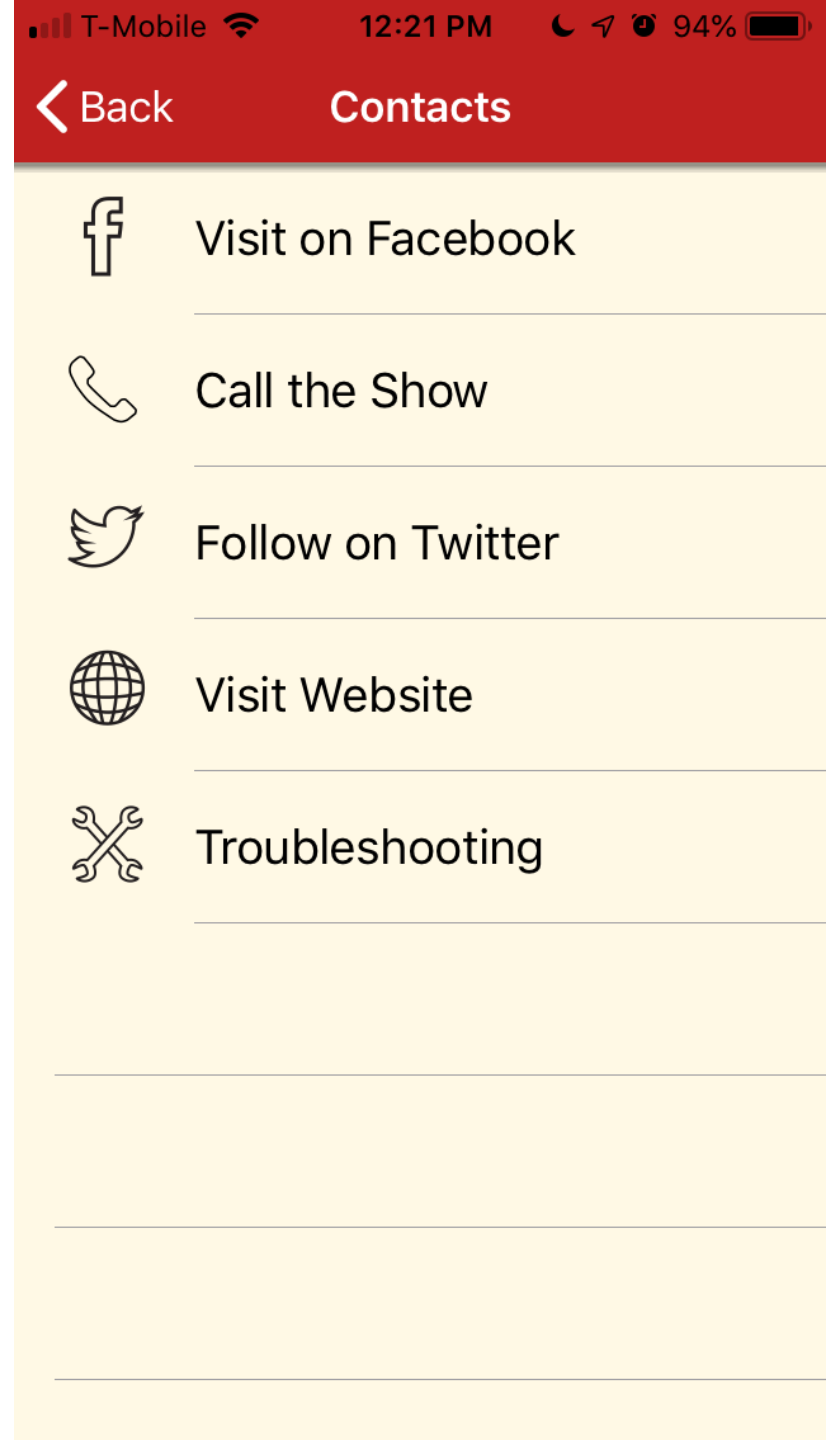 T-Mobile 12:21 PM 94%
Back Contacts
Visit on Facebook
Call the Show
Follow on Twitter
Visit Website
Troubleshooting